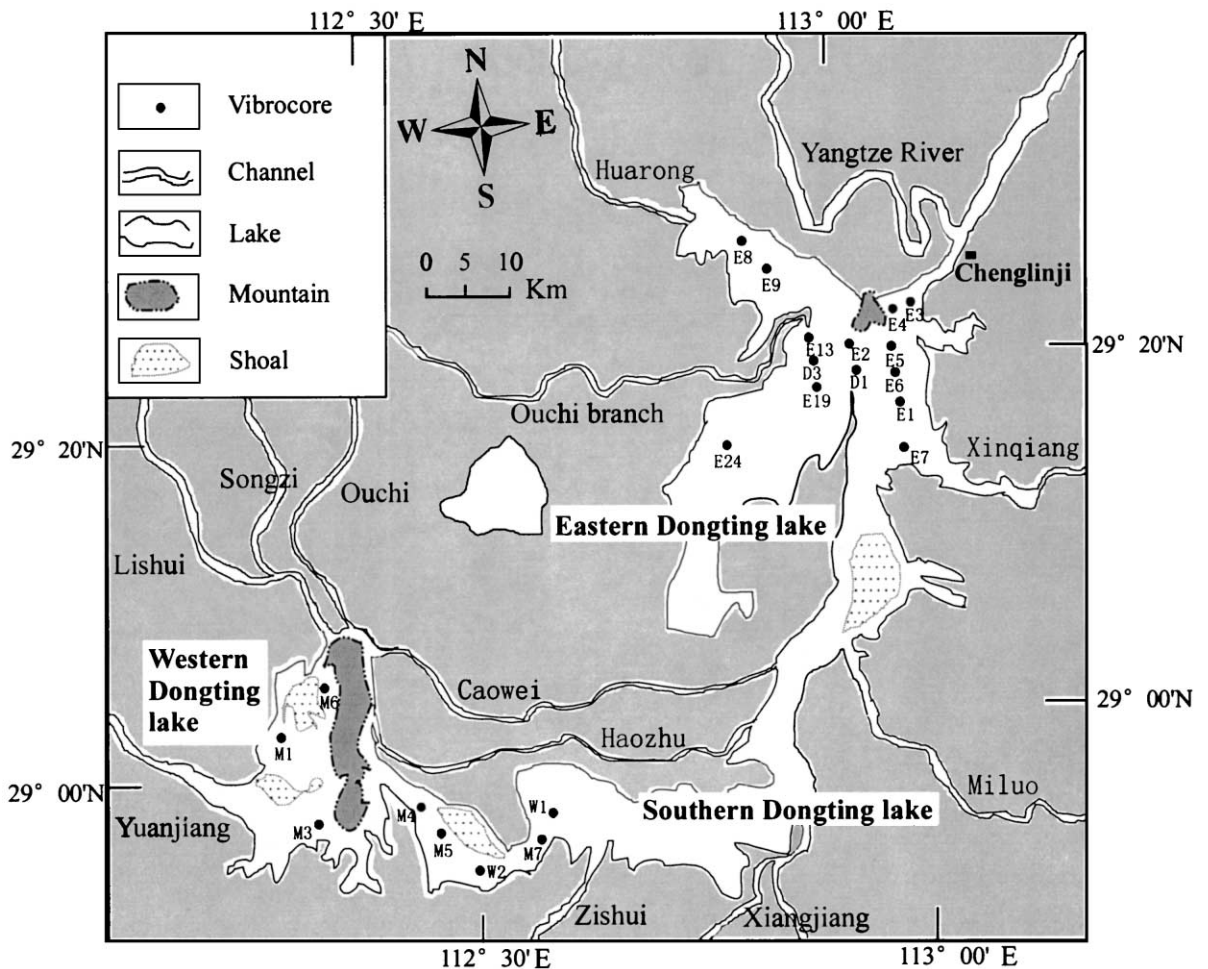 112° 30' E
113° 00' E
Vibrocore
Channel
Lake
Mountain
Shoal
N
W
E
S
0 5 10
Km
Huarong
Yangtze River
Chenglinji
E8
E9
E3
E4
E13
E2
E5
D3
D1
E6
E19
E1
E7
E24
29° 20'N
29° 20'N
Ouchi branch
Xinqiang
Songzi
Ouchi
Eastern Dongting lake
Lishui
Western
Dongting
lake
M6
M1
Caowei
29° 00'N
Haozhu
29° 00'N
Miluo
Yuanjiang
M3
M4
M5
W1
M7
W2
Southern Dongting lake
Zishui
Xiangjiang
112° 30' E
113° 00' E